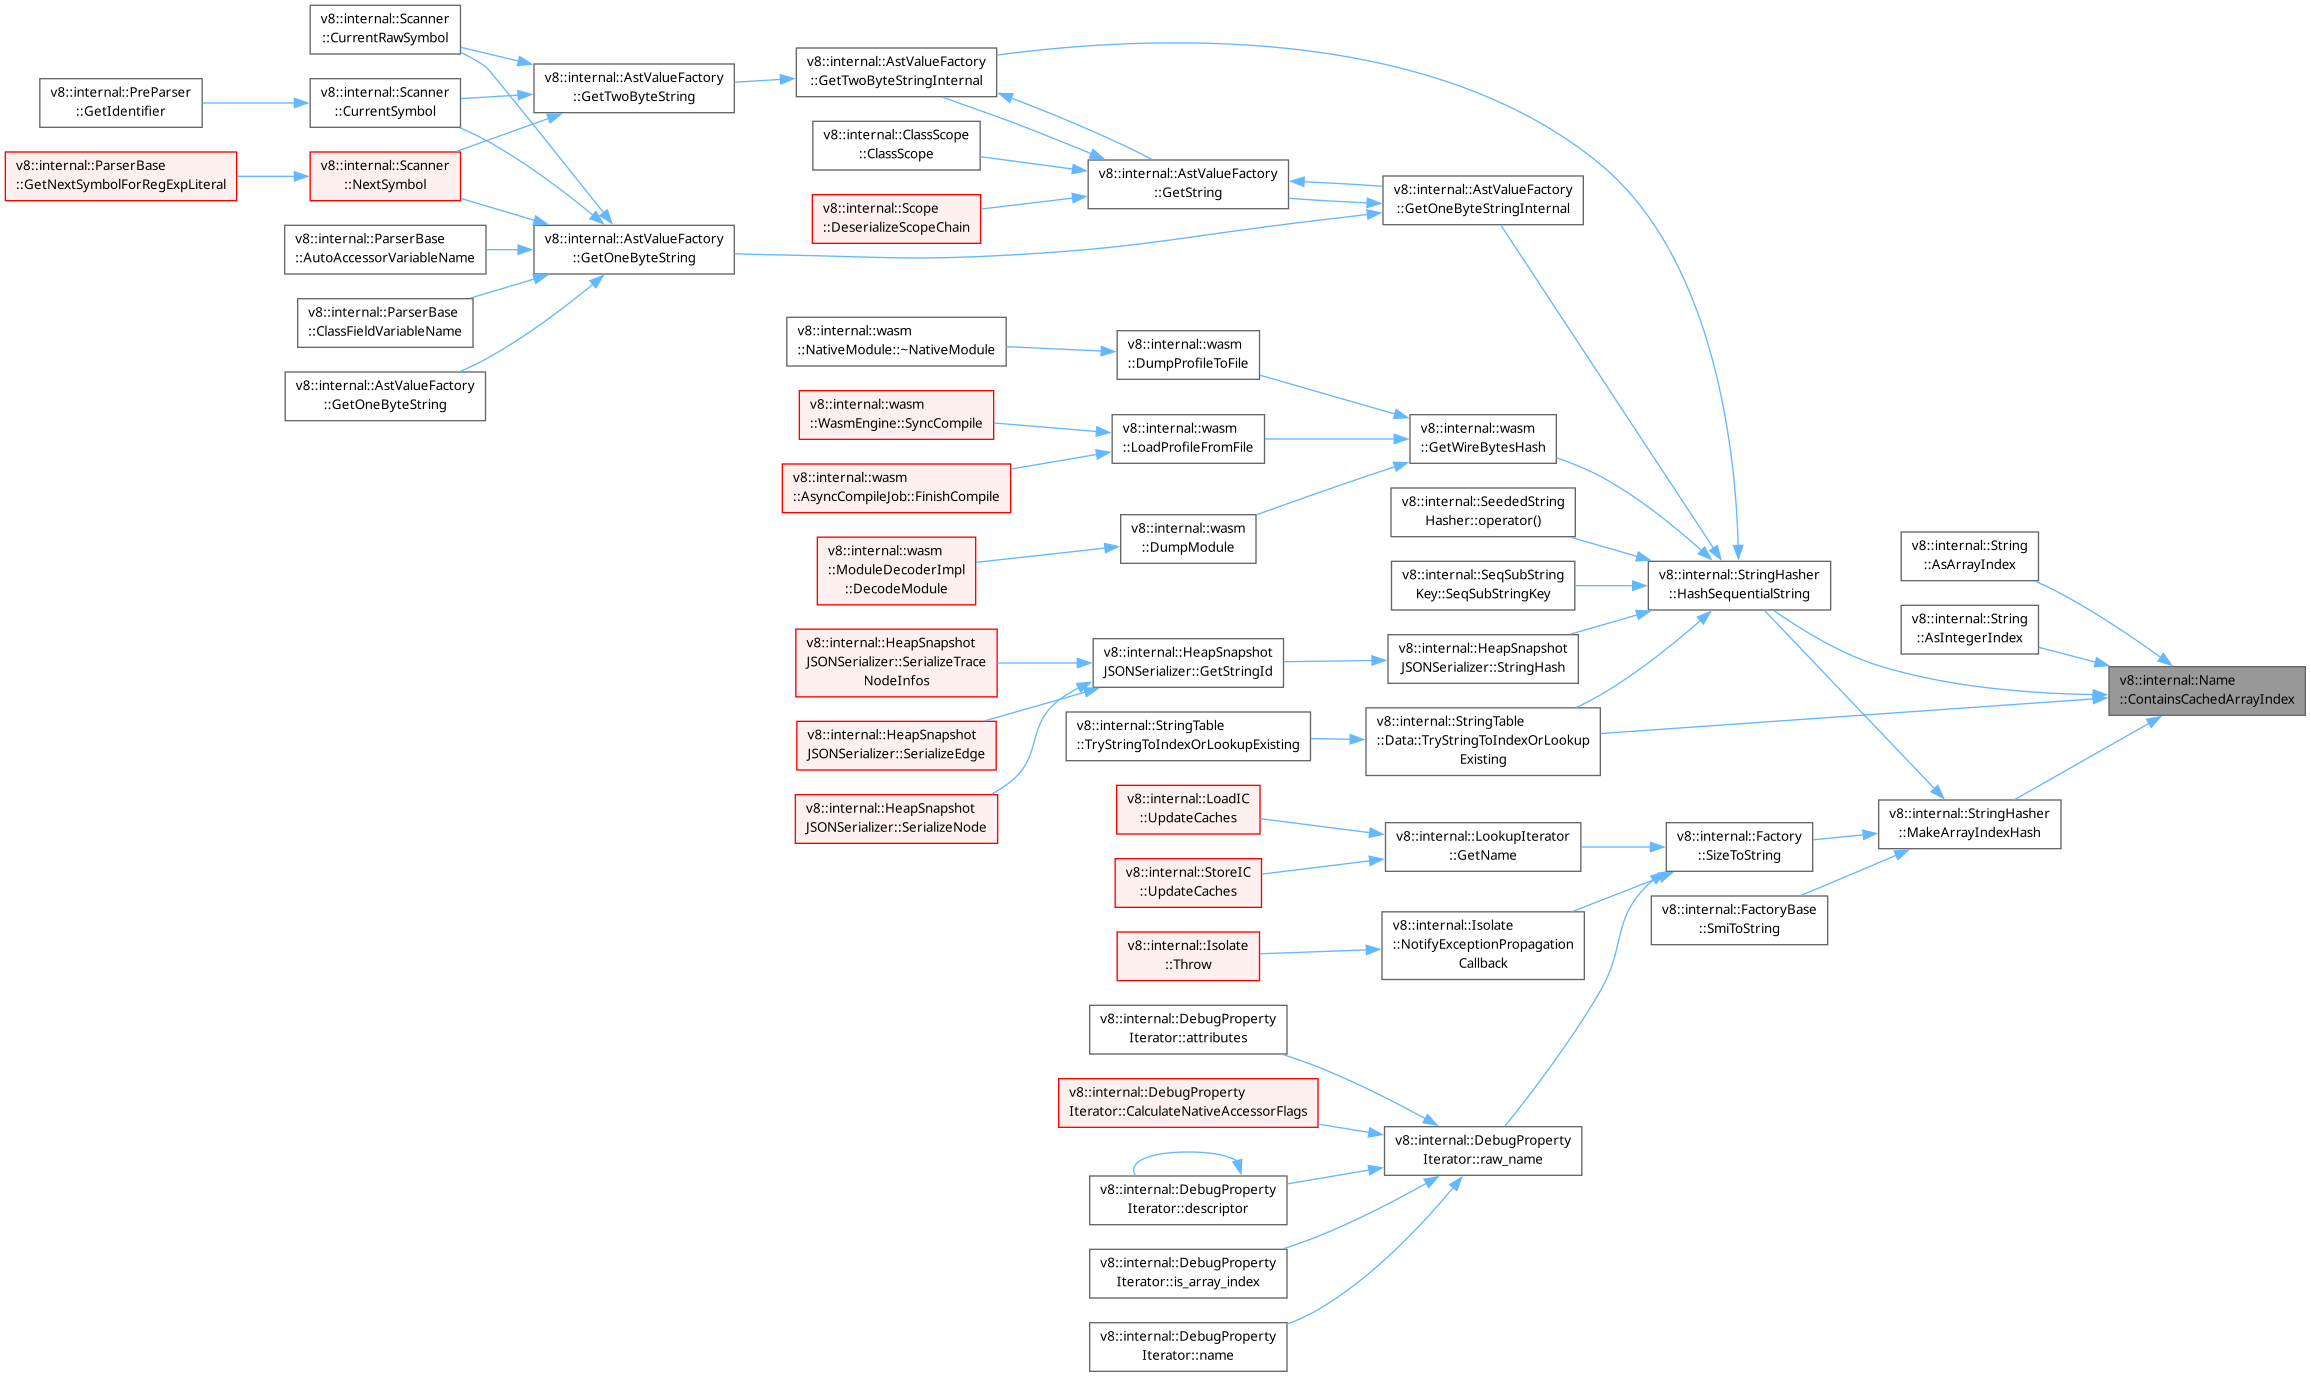 v8::internal::Scanner
::CurrentRawSymbol
v8::internal::PreParser
::GetIdentifier
v8::internal::Scanner
::CurrentSymbol
v8::internal::ParserBase
::GetNextSymbolForRegExpLiteral
v8::internal::Scanner
::NextSymbol
v8::internal::ParserBase
::AutoAccessorVariableName
v8::internal::ParserBase
::ClassFieldVariableName
v8::internal::AstValueFactory
::GetOneByteString
v8::internal::AstValueFactory
::GetTwoByteString
v8::internal::AstValueFactory
::GetOneByteString
v8::internal::AstValueFactory
::GetTwoByteStringInternal
v8::internal::ClassScope
::ClassScope
v8::internal::Scope
::DeserializeScopeChain
v8::internal::AstValueFactory
::GetString
v8::internal::AstValueFactory
::GetOneByteStringInternal
v8::internal::wasm
::NativeModule::~NativeModule
v8::internal::wasm
::DumpProfileToFile
v8::internal::wasm
::WasmEngine::SyncCompile
v8::internal::wasm
::LoadProfileFromFile
v8::internal::wasm
::GetWireBytesHash
v8::internal::wasm
::AsyncCompileJob::FinishCompile
v8::internal::wasm
::DumpModule
v8::internal::wasm
::ModuleDecoderImpl
::DecodeModule
v8::internal::SeededString
Hasher::operator()
v8::internal::SeqSubString
Key::SeqSubStringKey
v8::internal::StringHasher
::HashSequentialString
v8::internal::String
::AsArrayIndex
v8::internal::String
::AsIntegerIndex
v8::internal::Name
::ContainsCachedArrayIndex
v8::internal::HeapSnapshot
JSONSerializer::SerializeTrace
NodeInfos
v8::internal::HeapSnapshot
JSONSerializer::GetStringId
v8::internal::HeapSnapshot
JSONSerializer::StringHash
v8::internal::HeapSnapshot
JSONSerializer::SerializeEdge
v8::internal::StringTable
::TryStringToIndexOrLookupExisting
v8::internal::StringTable
::Data::TryStringToIndexOrLookup
Existing
v8::internal::HeapSnapshot
JSONSerializer::SerializeNode
v8::internal::LoadIC
::UpdateCaches
v8::internal::StoreIC
::UpdateCaches
v8::internal::LookupIterator
::GetName
v8::internal::Factory
::SizeToString
v8::internal::StringHasher
::MakeArrayIndexHash
v8::internal::FactoryBase
::SmiToString
v8::internal::Isolate
::Throw
v8::internal::Isolate
::NotifyExceptionPropagation
Callback
v8::internal::DebugProperty
Iterator::attributes
v8::internal::DebugProperty
Iterator::CalculateNativeAccessorFlags
v8::internal::DebugProperty
Iterator::raw_name
v8::internal::DebugProperty
Iterator::descriptor
v8::internal::DebugProperty
Iterator::is_array_index
v8::internal::DebugProperty
Iterator::name